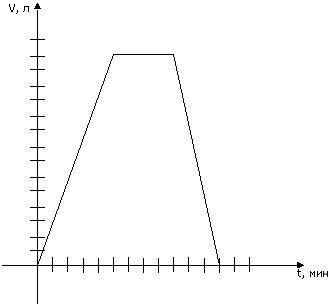 V, л
t, мин